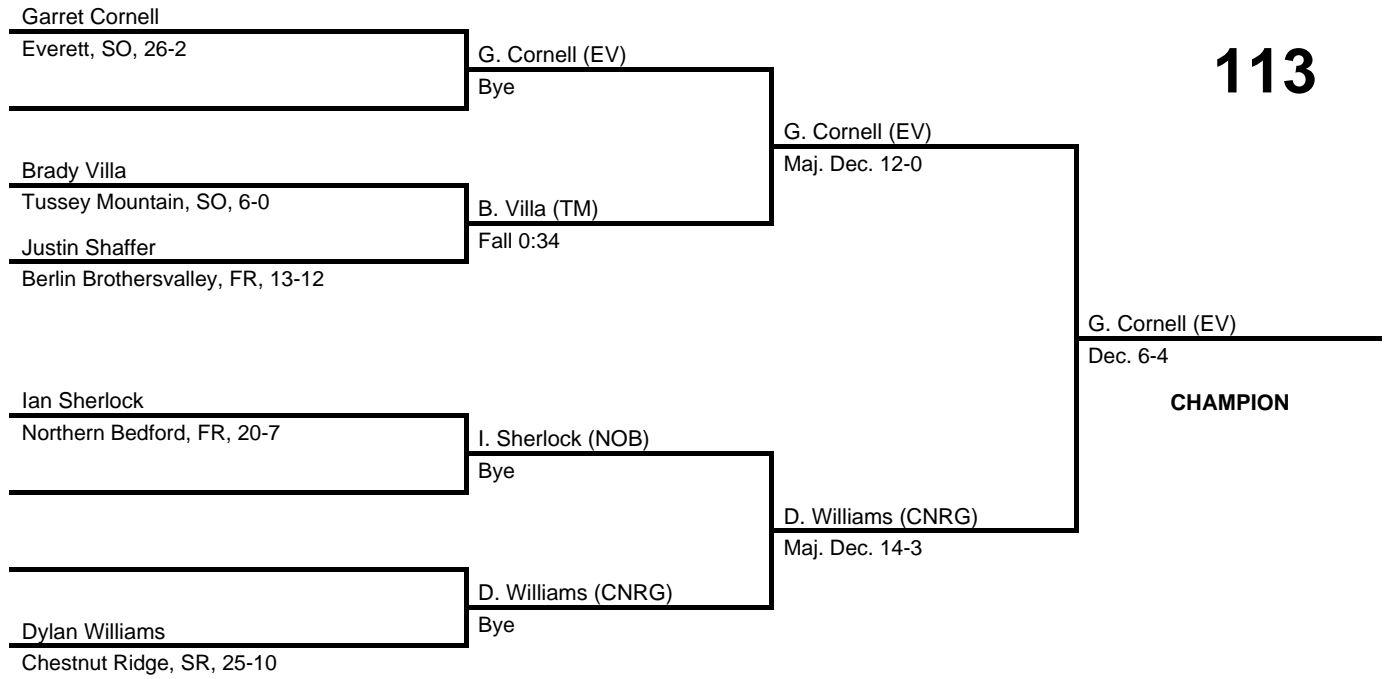 Garret Cornell
Everett, SO, 26-2
G. Cornell (EV)
Bye
113
G. Cornell (EV)
Maj. Dec. 12-0
Brady Villa
Tussey Mountain, SO, 6-0
B. Villa (TM)
Fall 0:34
Justin Shaffer
Berlin Brothersvalley, FR, 13-12
G. Cornell (EV)
Dec. 6-4
CHAMPION
Ian Sherlock
Northern Bedford, FR, 20-7
I. Sherlock (NOB)
Bye
D. Williams (CNRG)
Maj. Dec. 14-3
D. Williams (CNRG)
Bye
Dylan Williams
Chestnut Ridge, SR, 25-10